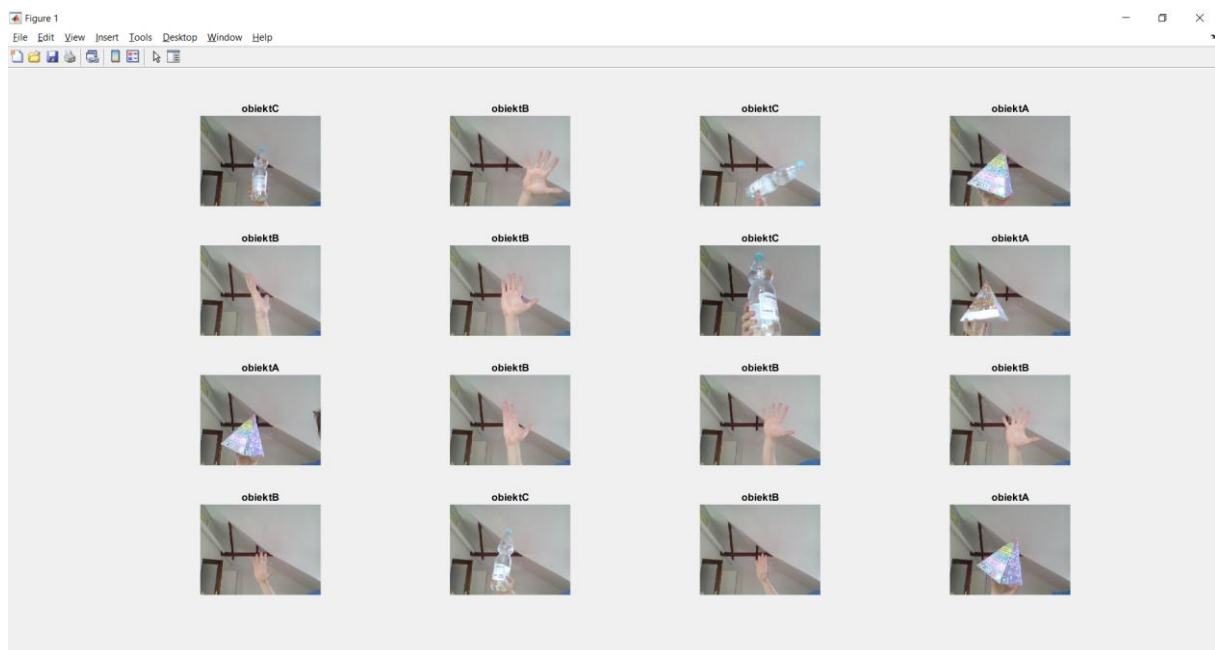 Figure 1
File Edit View Insert Tools Desktop Window Help
obiektC obiektB obiektC obiektA
obiektB obiektB obiektC obiektA
obiektA obiektB obiektB obiektB
obiektB obiektC obiektB obiektA